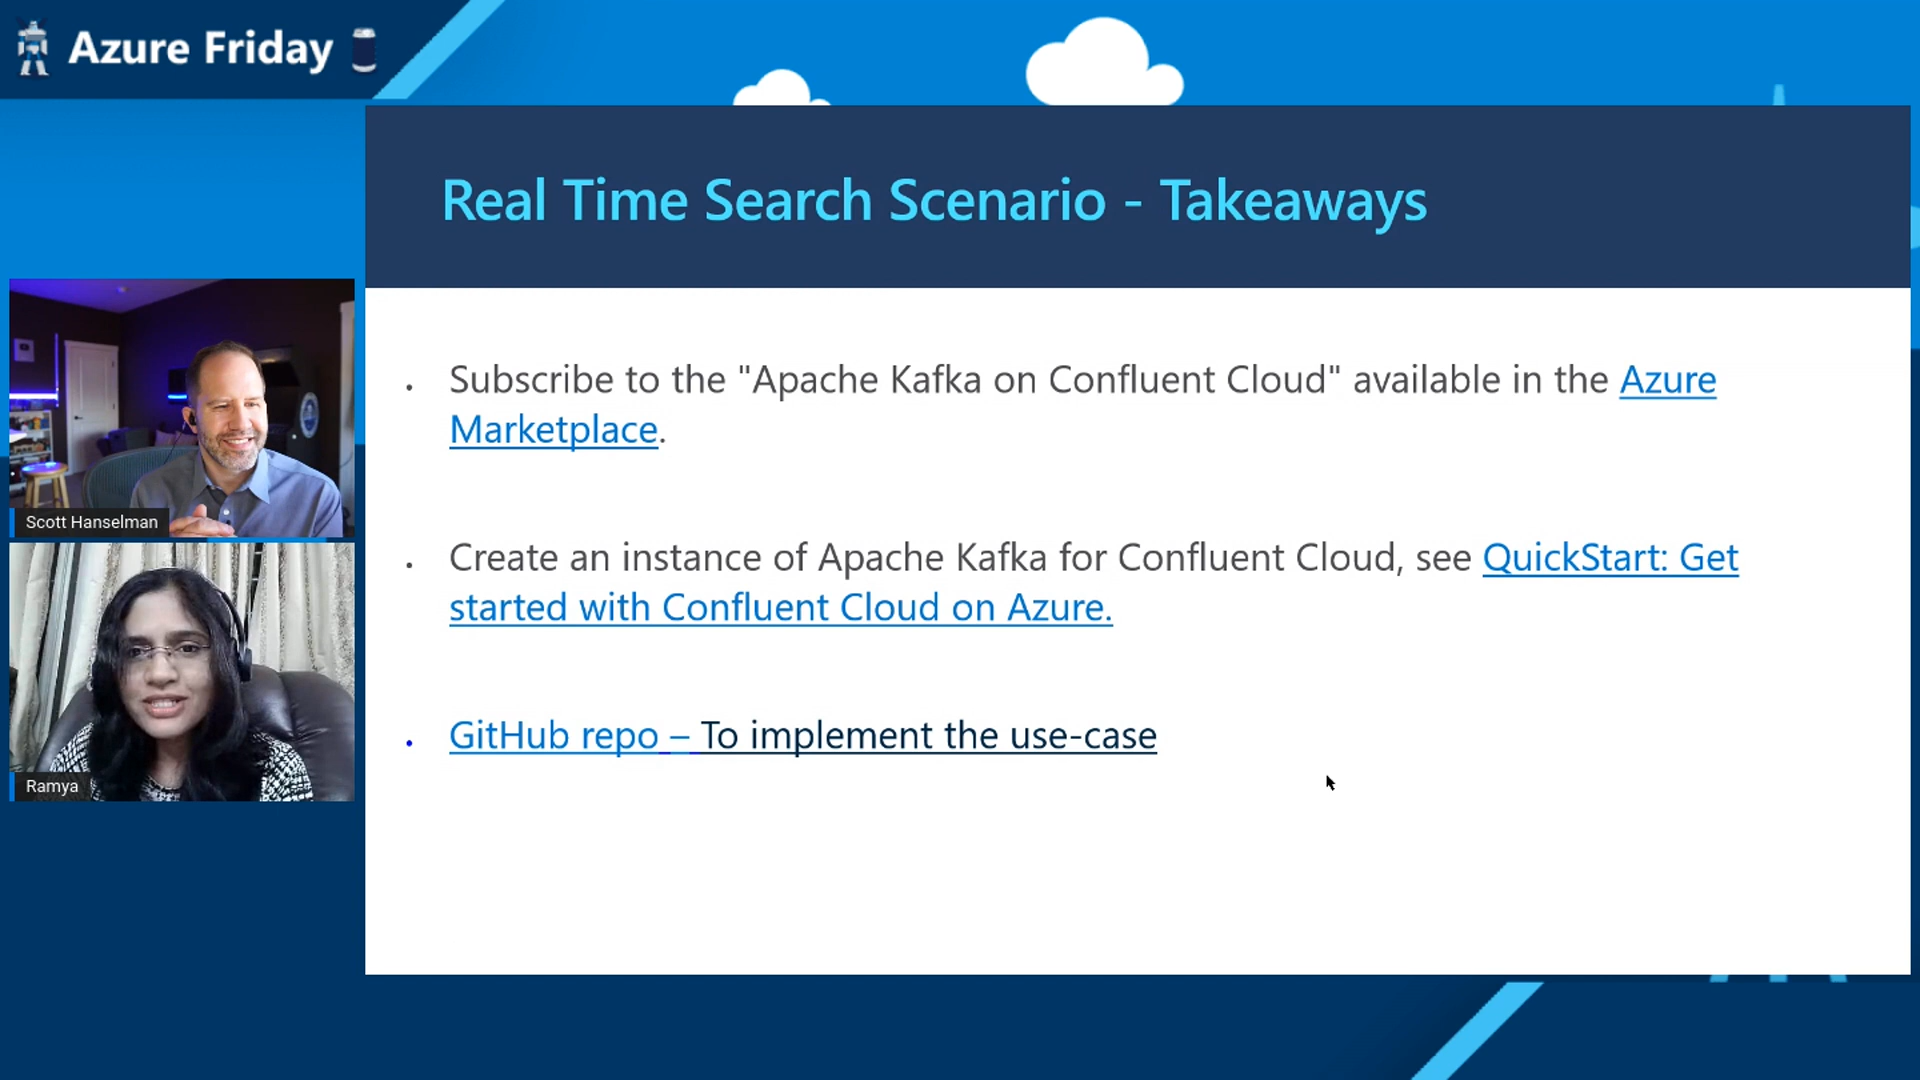 Azure Friday
Real Time Search Scenario - Takeaways
Subscribe to the "Apache Kafka on Confluent Cloud" available in the Azure
Marketplace.
Create an instance of Apache Kafka for Confluent Cloud, see QuickStart: Get
started with Confluent Cloud on Azure.
GitHub repo – To implement the use-case
Scott Hanselman
Ramya